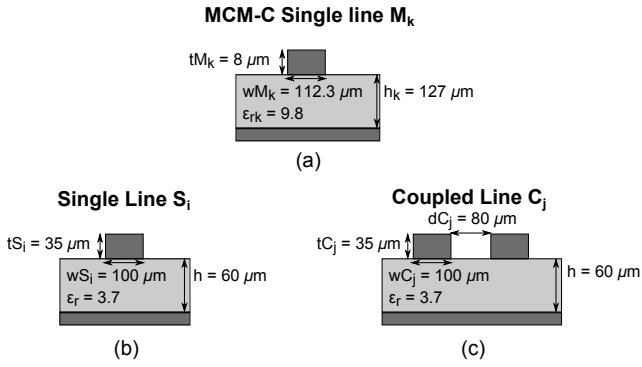 MCM-C Single line Mk
tMk = 8 µm
wMk = 112.3 µm
hk = 127 µm
εrk = 9.8
(a)
Single Line Si
Coupled Line Cj
dCj = 80 µm
tSi = 35 µm
tCj = 35 µm
wSi = 100 µm
h = 60 µm
εr = 3.7
wCj = 100 µm
h = 60 µm
εr = 3.7
(b)
(c)